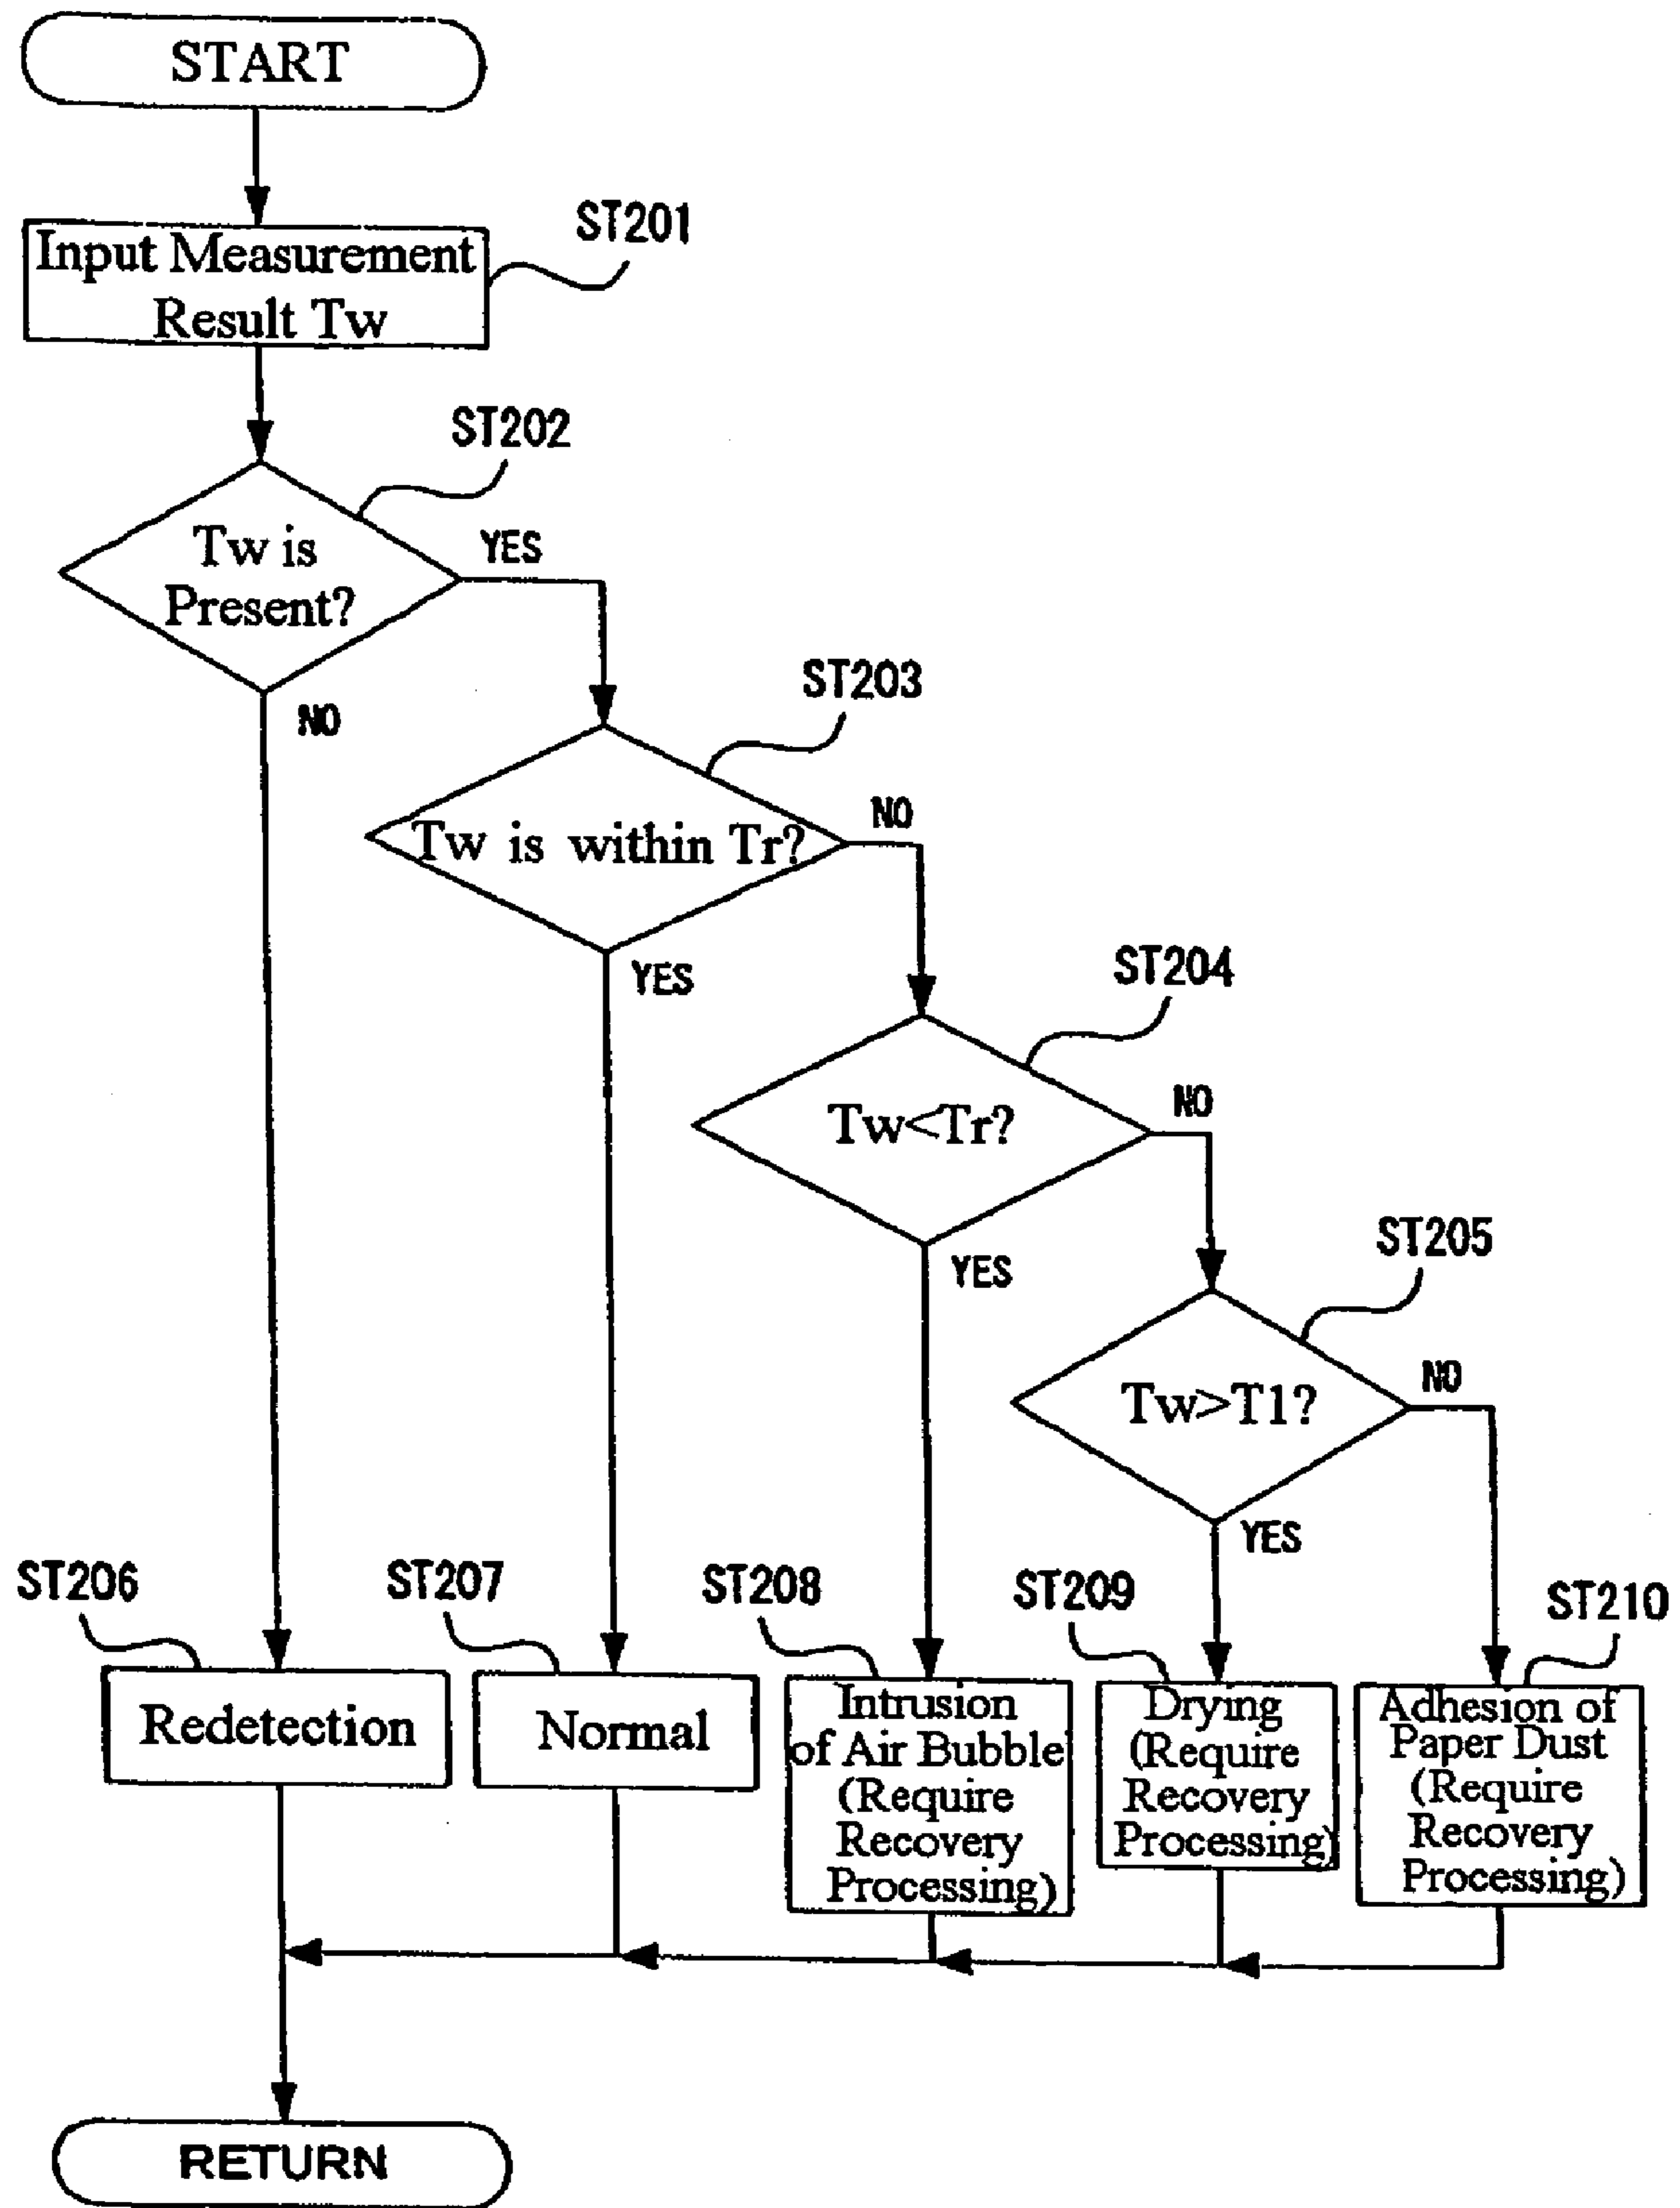 START
ST201
Input Measurement
Result Tw
ST202
Tw is
Present?
YES
NO
ST203
Tw is within Tr?
NO
YES
ST204
Tw<Tr?
NO
YES
ST205
Tw>T1?
NO
YES
ST206
Redetection
ST207
Normal
ST208
Intrusion
of Air Bubble
(Require
Recovery
Processing)
ST209
Drying
(Require
Recovery
Processing)
ST210
Adhesion of
Paper Dust
(Require
Recovery
Processing)
RETURN